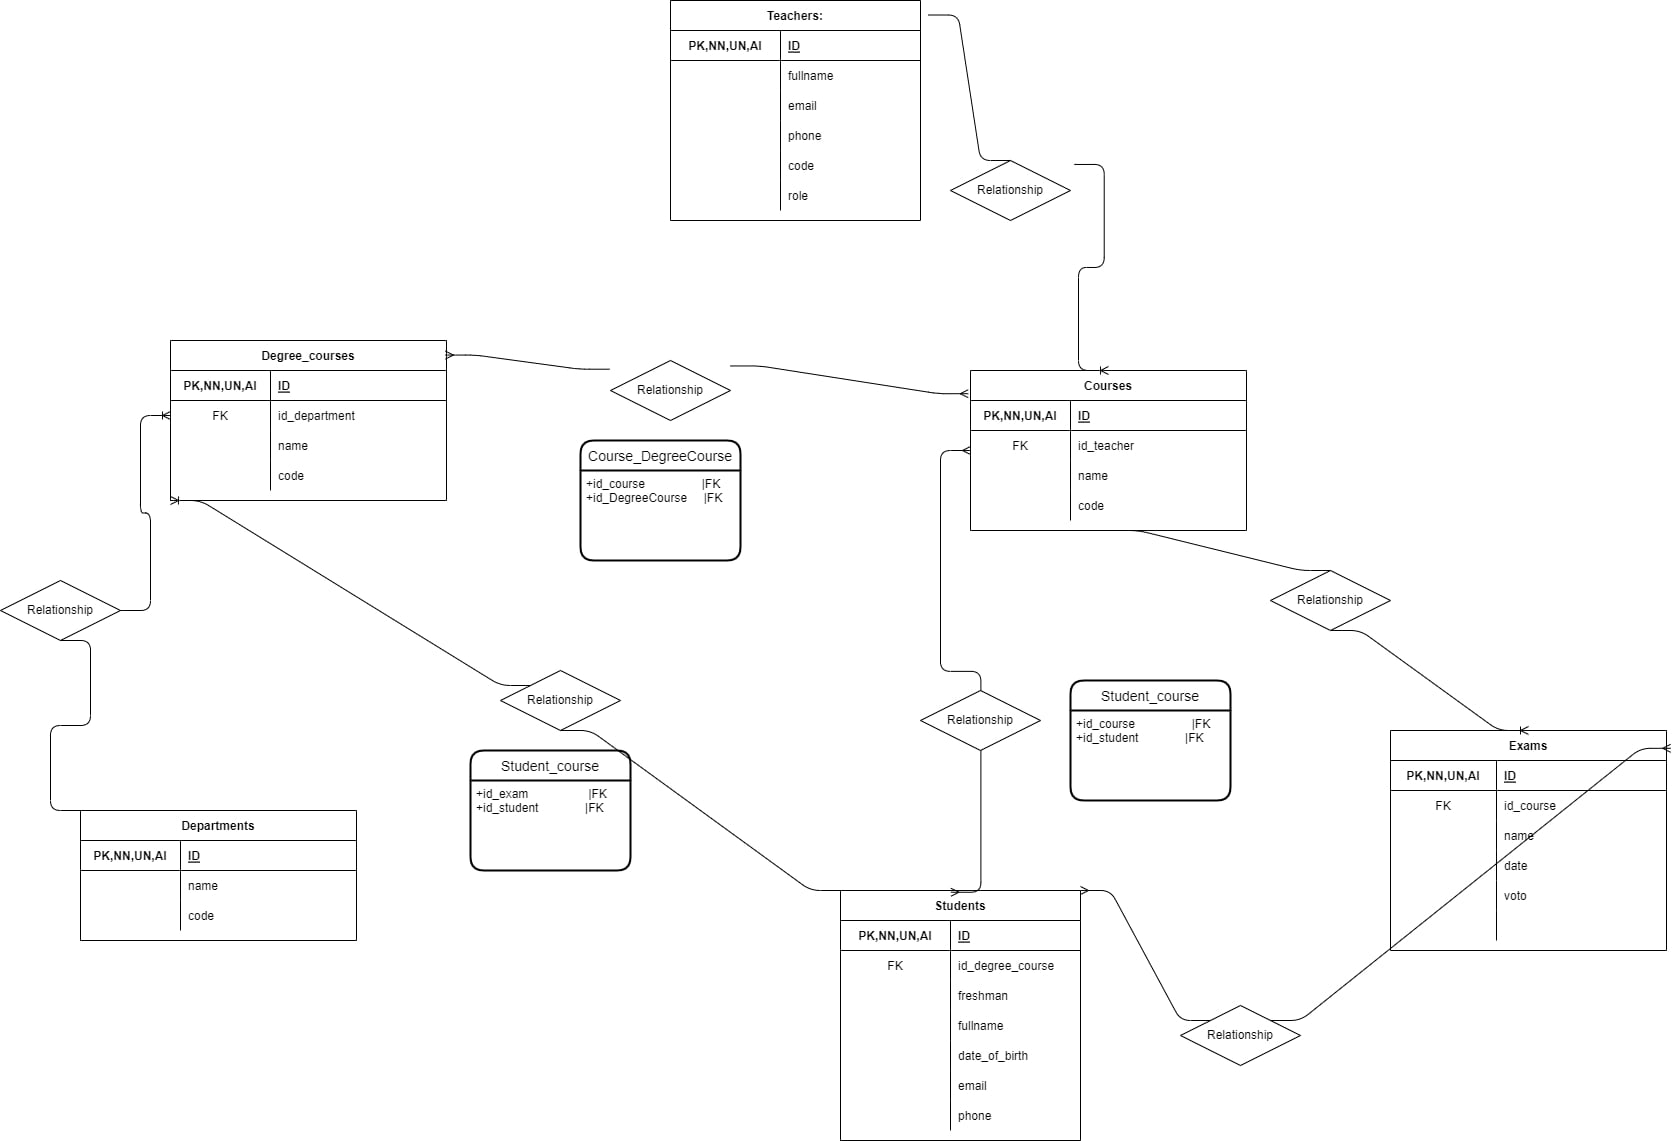 Teachers:
PK,NN,UN,AI ID
fullname
email
phone
code
role
Relationship
Degree_courses
PK,NN,UN,AI ID
FK id_department
name
code
Relationship
Courses
PK,NN,UN,AI ID
FK id_teacher
name
code
Course_DegreeCourse
+id_course |FK
+id_DegreeCourse |FK
Relationship
Relationship
Relationship
Relationship
Student_course
+id_course |FK
+id_student |FK
Student_course
+id_exam |FK
+id_student |FK
Exams
PK,NN,UN,AI ID
FK id_course
name
date
voto
Departments
PK,NN,UN,AI ID
name
code
Students
PK,NN,UN,AI ID
FK id_degree_course
freshman
fullname
date_of_birth
email
phone
Relationship